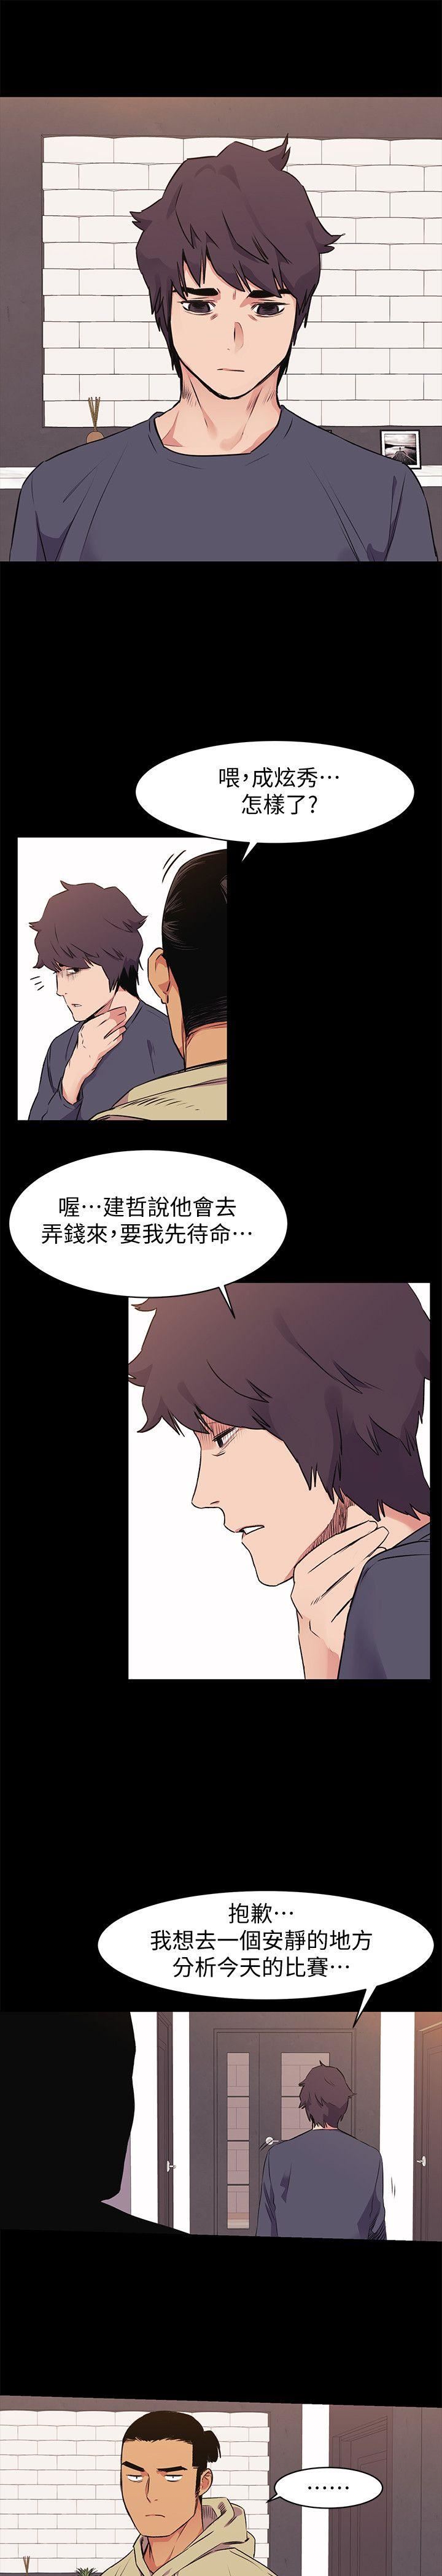 喂，成炫秀…
怎樣了？
喔…建哲說他會去
弄錢來，要我先待命…
抱歉…
我想去一個安靜的地方
分析今天的比賽…
……